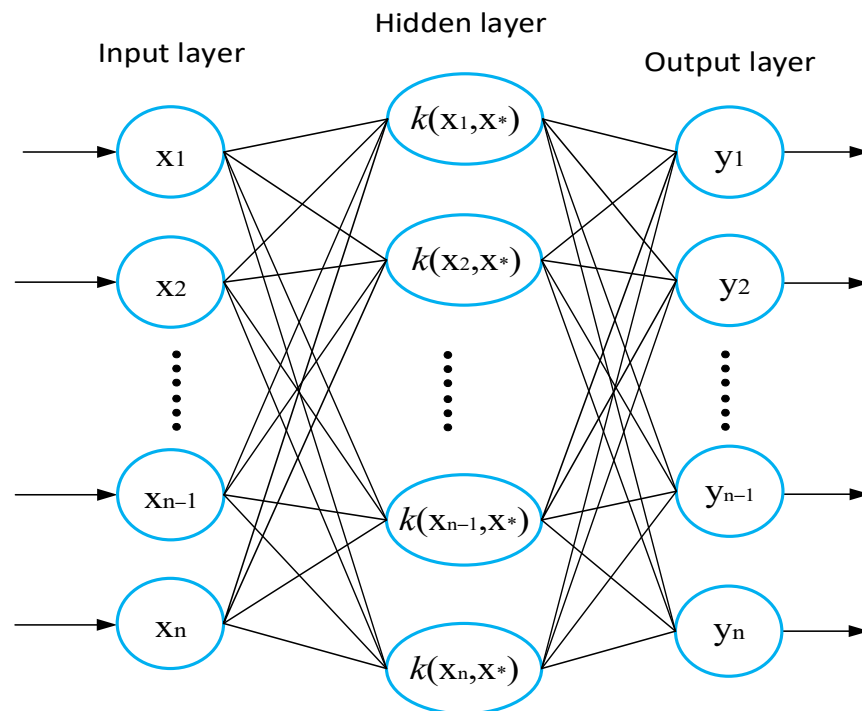 Input layer
Hidden layer
Output layer
x1
x2
xn−1
xn
k(x1,x*)
k(x2,x*)
k(xn−1,x*)
k(xn,x*)
y1
y2
yn−1
yn